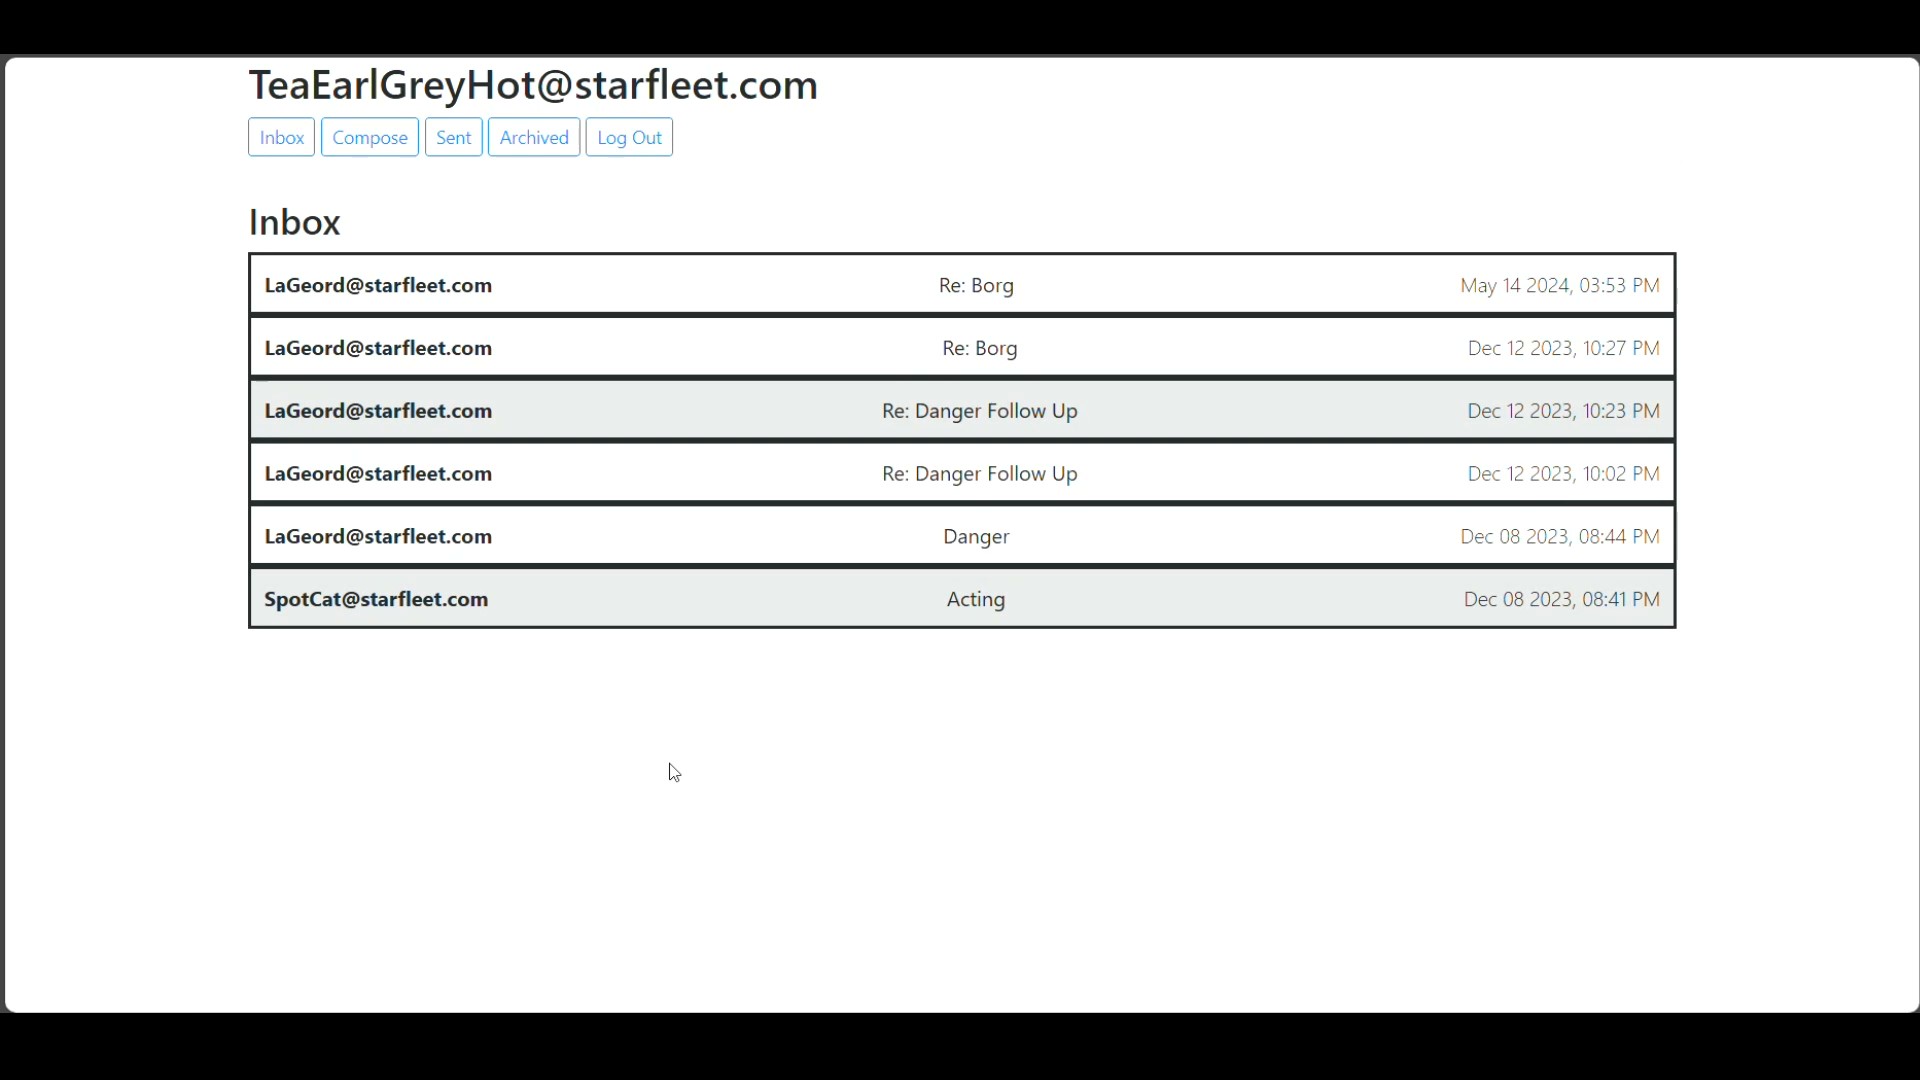 TeaEarlGreyHot@starfleet.com
Inbox Compose Sent Archived Log Out
Inbox
LaGeord@starfleet.com Re: Borg May 14 2024, 03:53 PM
LaGeord@starfleet.com Re: Borg Dec 12 2023, 10:27 PM
LaGeord@starfleet.com Re: Danger Follow Up Dec 12 2023, 10:23 PM
LaGeord@starfleet.com Re: Danger Follow Up Dec 12 2023, 10:02 PM
LaGeord@starfleet.com Danger Dec 08 2023, 08:44 PM
SpotCat@starfleet.com Acting Dec 08 2023, 08:41 PM